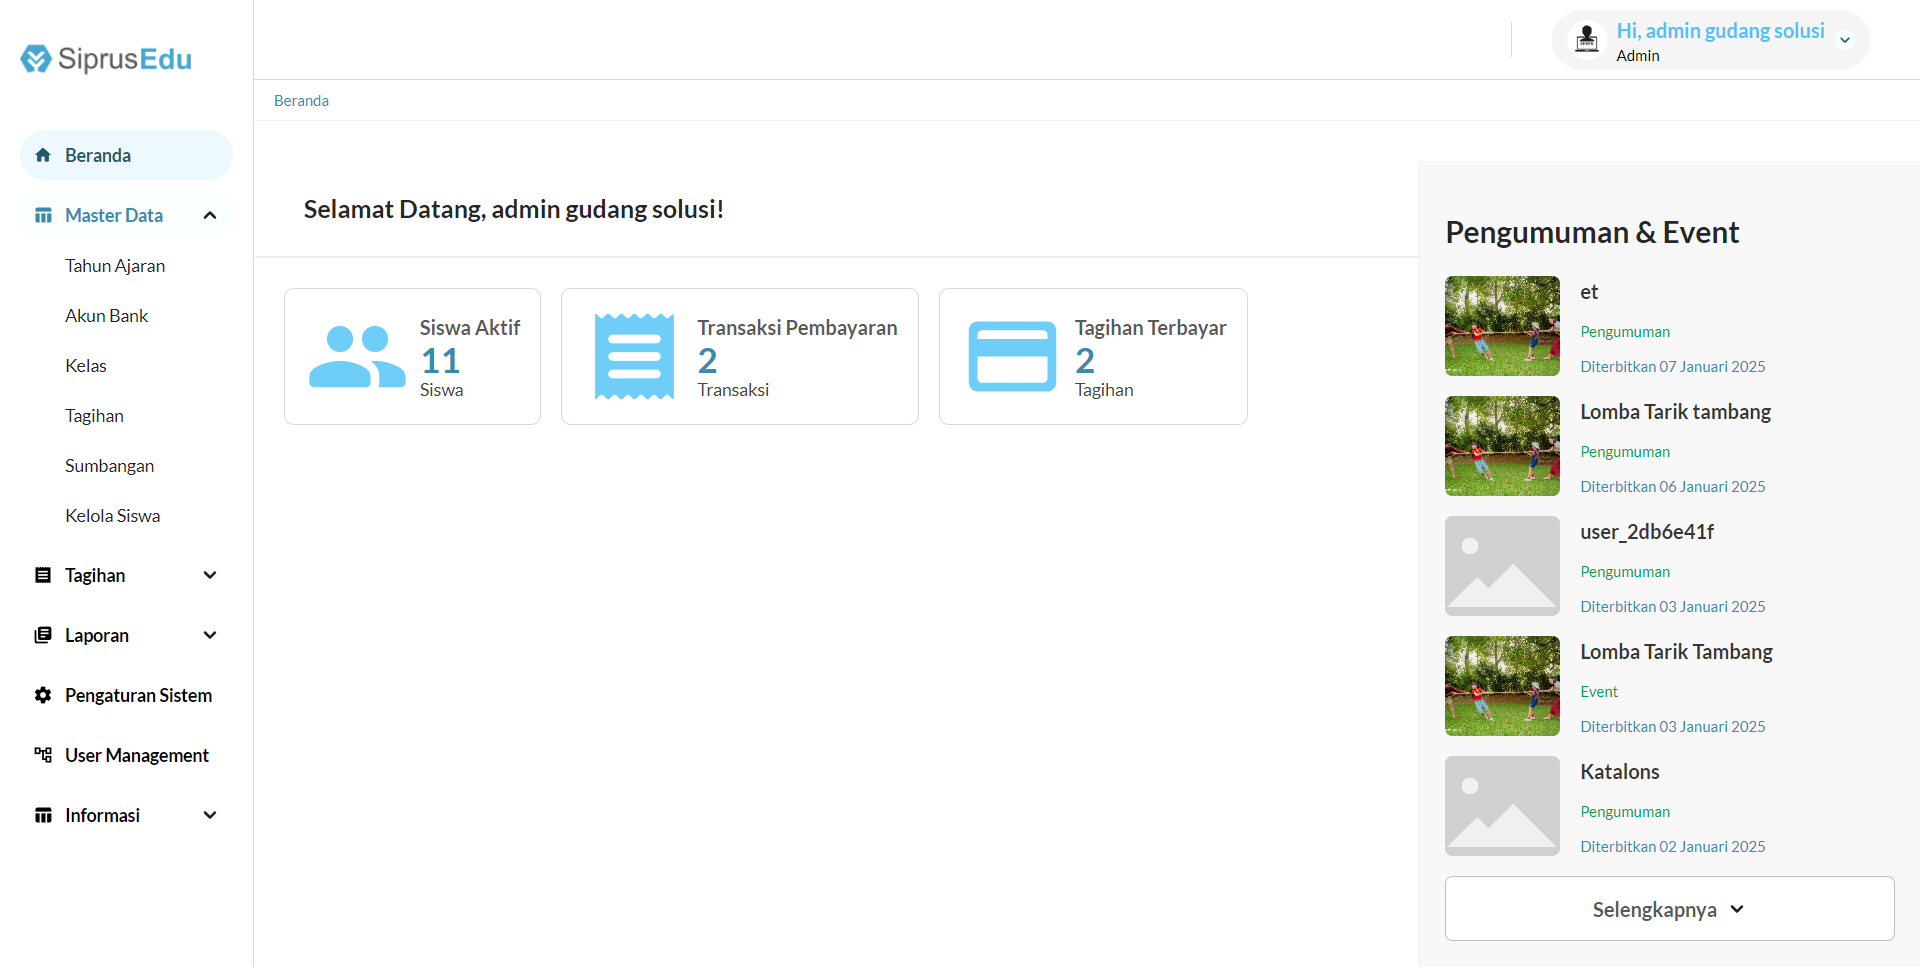 SiprusEdu
Hi, admin gudang solusi
Admin
Beranda
Beranda
Master Data
Tahun Ajaran
Akun Bank
Kelas
Tagihan
Sumbangan
Kelola Siswa
Tagihan
Laporan
Pengaturan Sistem
User Management
Informasi
Selamat Datang, admin gudang solusi!
Siswa Aktif
11
Siswa
Transaksi Pembayaran
2
Transaksi
Tagihan Terbayar
2
Tagihan
Pengumuman & Event
et
Pengumuman
Diterbitkan 07 Januari 2025
Lomba Tarik tambang
Pengumuman
Diterbitkan 06 Januari 2025
user_2db6e41f
Pengumuman
Diterbitkan 03 Januari 2025
Lomba Tarik Tambang
Event
Diterbitkan 03 Januari 2025
Katalons
Pengumuman
Diterbitkan 02 Januari 2025
Selengkapnya